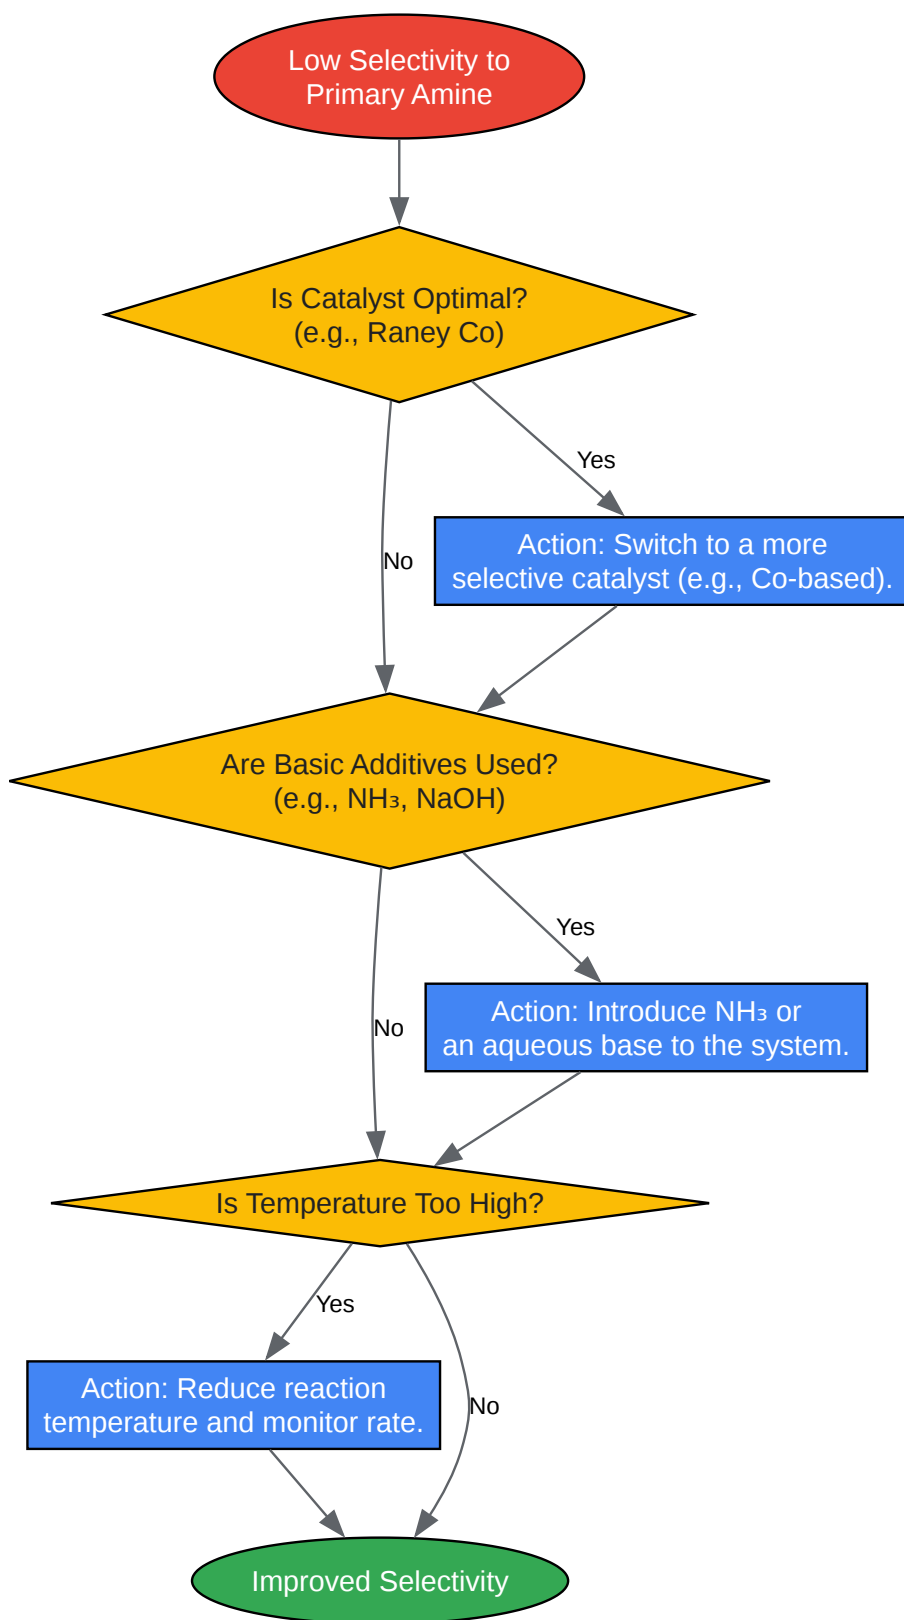 Low Selectivity to
Primary Amine
Is Catalyst Optimal?
(e.g., Raney Co)
Yes
No
Action: Switch to a more
selective catalyst (e.g., Co-based).
Are Basic Additives Used?
(e.g., NH₃, NaOH)
Yes
No
Action: Introduce NH₃ or
an aqueous base to the system.
Is Temperature Too High?
Yes
No
Action: Reduce reaction
temperature and monitor rate.
Improved Selectivity